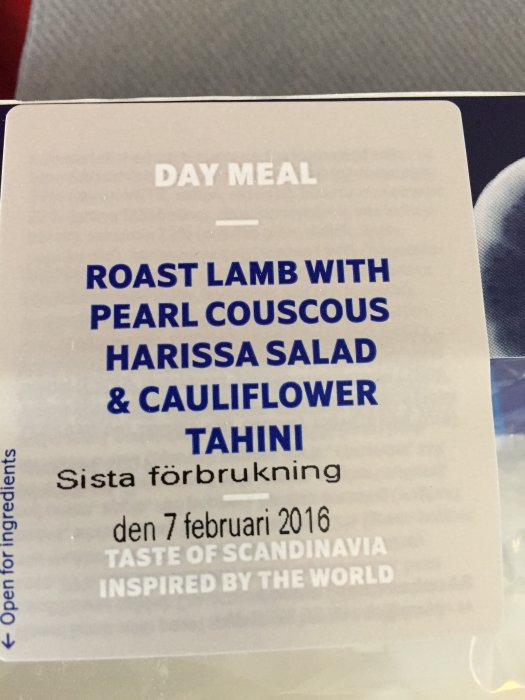 DAY MEAL
ROAST LAMB WITH
PEARL COUSCOUS
HARISSA SALAD
& CAULIFLOWER
TAHINI
Sista förbrukning
den 7 februari 2016
TASTE OF SCANDINAVIA
INSPIRED BY THE WORLD
← Open for ingredients